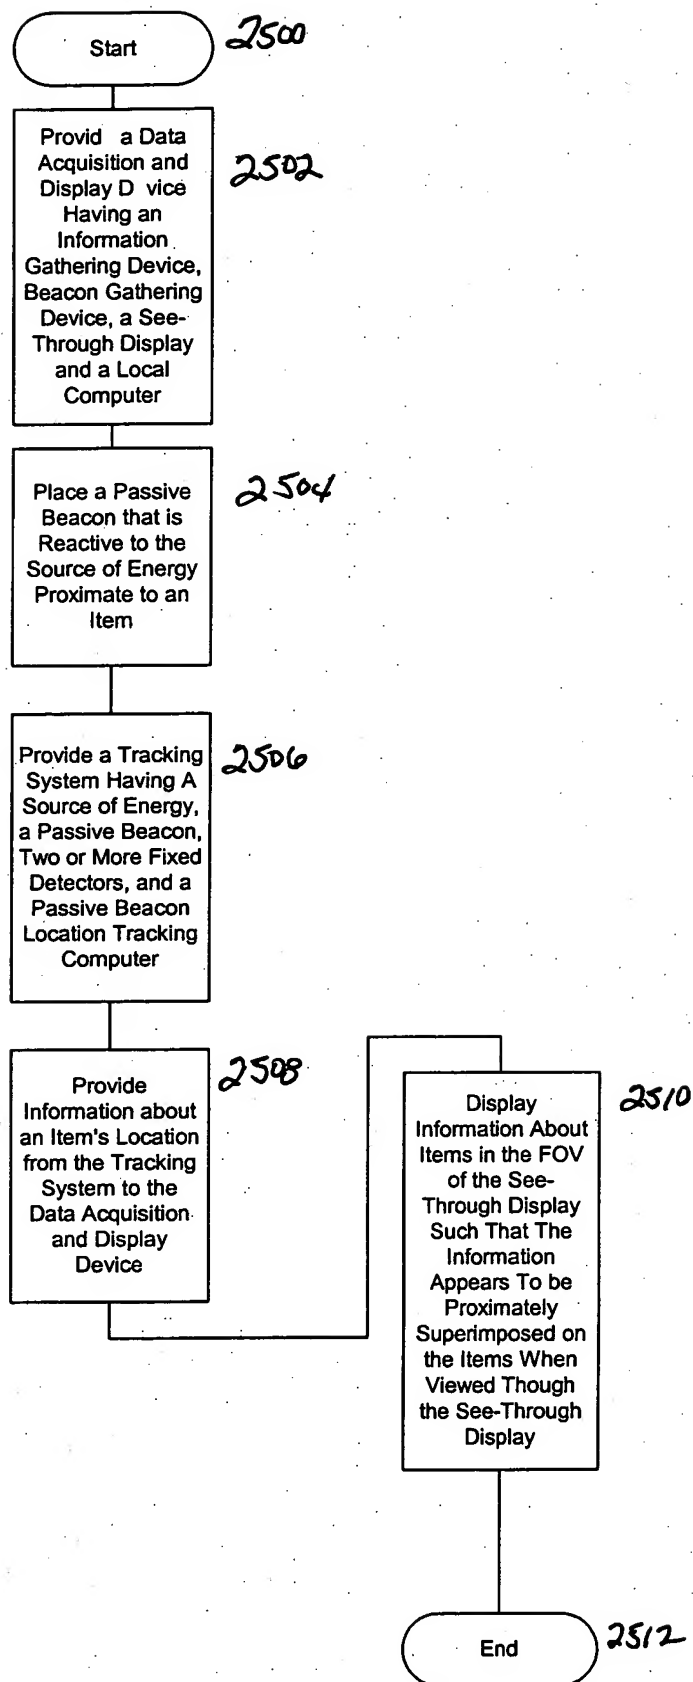 Start
2500
Provid a Data
Acquisition and
Display D vice
Having an
Information
Gathering Device,
Beacon Gathering
Device, a See-
Through Display
and a Local
Computer
2502
Place a Passive
Beacon that is
Reactive to the
Source of Energy
Proximate to an
Item
2504
Provide a Tracking
System Having A
Source of Energy,
a Passive Beacon,
Two or More Fixed
Detectors, and a
Passive Beacon
Location Tracking
Computer
2506
Provide
Information about
an Item's Location
from the Tracking
System to the
Data Acquisition
and Display
Device
2508
Display
Information About
Items in the FOV
of the See-
Through Display
Such That The
Information
Appears To be
Proximately
Superimposed on
the Items When
Viewed Though
the See-Through
Display
2510
End
2512